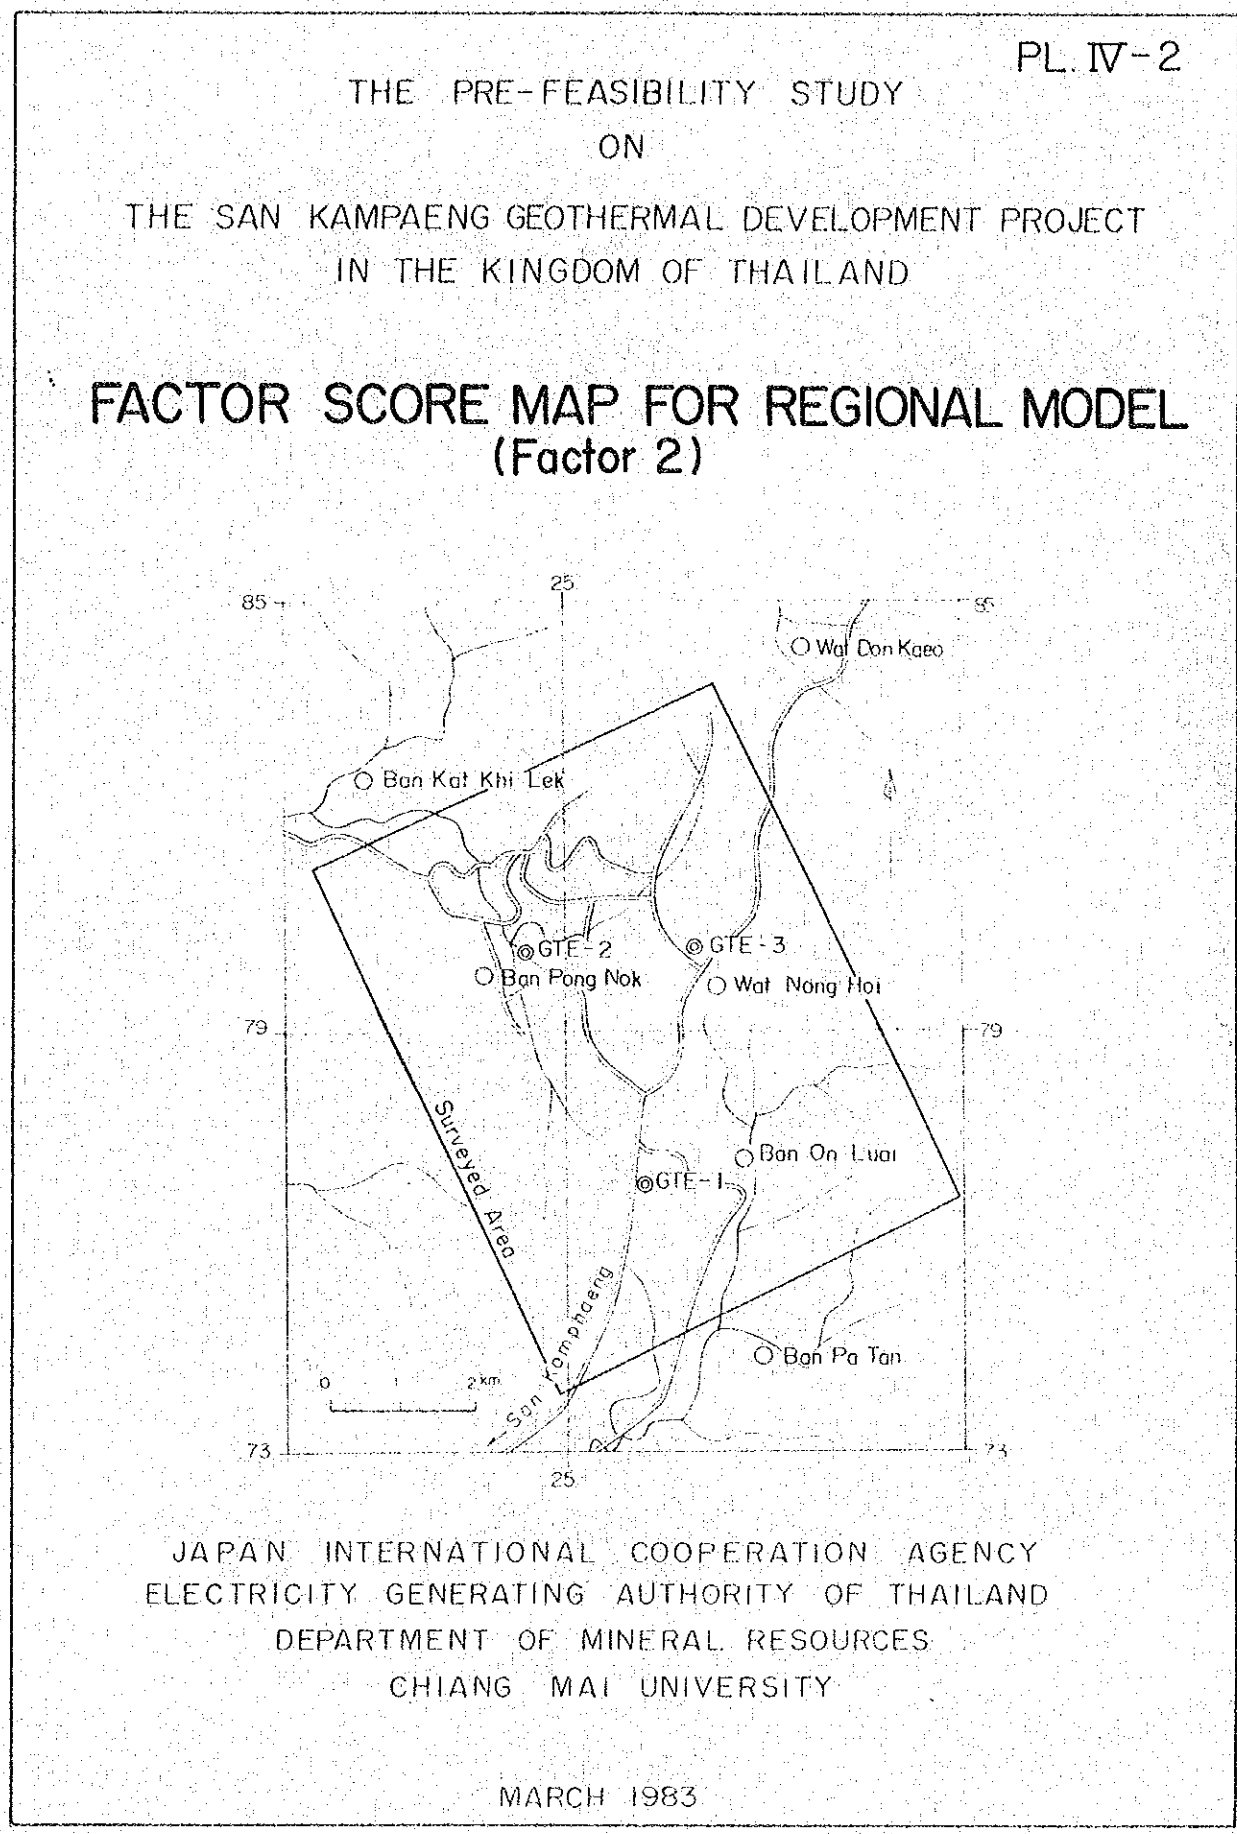 PL. IV-2
THE PRE-FEASIBILITY STUDY
ON
THE SAN KAMPAENG GEOTHERMAL DEVELOPMENT PROJECT
IN THE KINGDOM OF THAILAND
FACTOR SCORE MAP FOR REGIONAL MODEL
(Factor 2)
25
85
85
Wat Don Kaeo
Ban Kat Khi Lek
GTE-2
GTE-3
Ban Pong Nok
Wat Nong Hoi
79
79
Surveyed Area
Ban On Luai
GTE-1
San Kamphaeng
Ban Pa Tan
0 2 km
73
73
25
JAPAN INTERNATIONAL COOPERATION AGENCY
ELECTRICITY GENERATING AUTHORITY OF THAILAND
DEPARTMENT OF MINERAL RESOURCES
CHIANG MAI UNIVERSITY
MARCH 1983